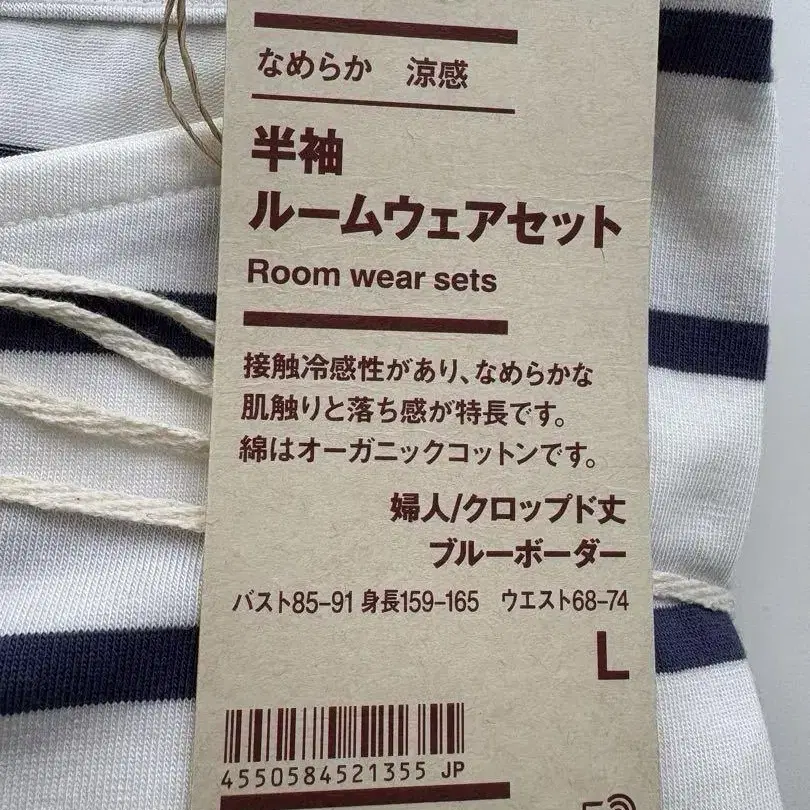 なめらか 涼感
半袖
ルームウェアセット
Room wear sets
接触冷感性があり、なめらかな
肌触りと落ち感が特長です。
綿はオーガニックコットンです。
婦人/クロップド丈
ブルーボーダー
バスト85-91 身長159-165 ウエスト68-74
L
4550584521355 JP